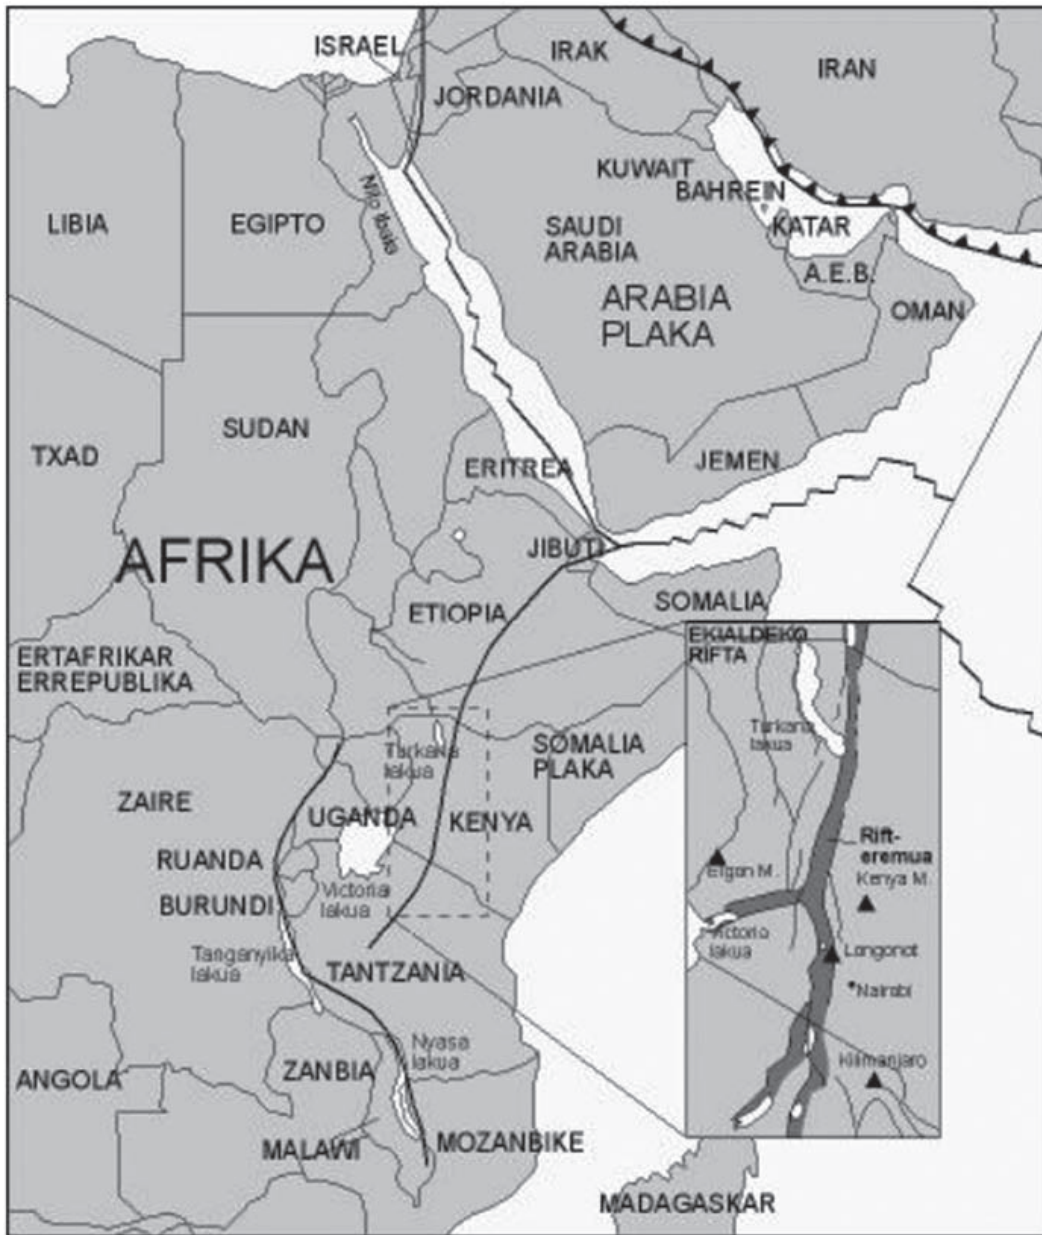 ISRAEL
IRAK
IRAN
JORDANIA
KUWAIT
BAHREIN
LIBIA
EGIPTO
Nilo ibaia
SAUDI
ARABIA
KATAR
A.E.B.
ARABIA
PLAKA
OMAN
TXAD
SUDAN
ERITREA
JEMEN
AFRIKA
JIBUTI
ETIOPIA
SOMALIA
ERTAFRIKAR
ERREPUBLIKA
EKIALDEKO
RIFTA
Turkana
lakua
SOMALIA
PLAKA
Turkana
lakua
ZAIRE
UGANDA
KENYA
RUANDA
Rift-
eremua
Elgon M.
Kenya M.
BURUNDI
Victoria
lakua
Victoria
lakua
Longonot
Tanganyika
lakua
TANTZANIA
Nairobi
Nyasa
lakua
Kilimanjaro
ANGOLA
ZANBIA
MALAWI
MOZANBIKE
MADAGASKAR